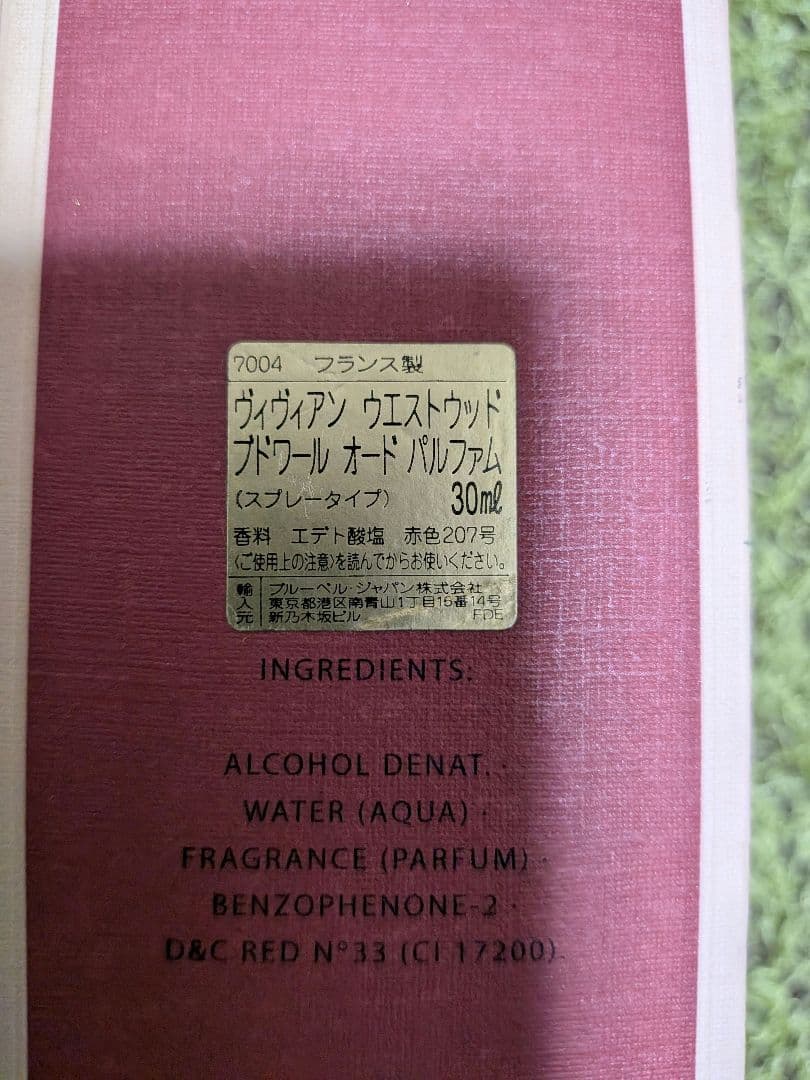 7004 フランス製
ヴィヴィアン ウエストウッド
ブドワール オード パルファム
(スプレータイプ) 30mℓ
香料 エデト酸塩 赤色207号
〈ご使用上の注意〉を読んでからお使いください。
輸入元 ブルーベル・ジャパン株式会社
東京都港区南青山1丁目15番14号
新乃木坂ビル FDE
INGREDIENTS:
ALCOHOL DENAT. ·
WATER (AQUA) ·
FRAGRANCE (PARFUM) ·
BENZOPHENONE-2 ·
D&C RED N°33 (CI 17200).